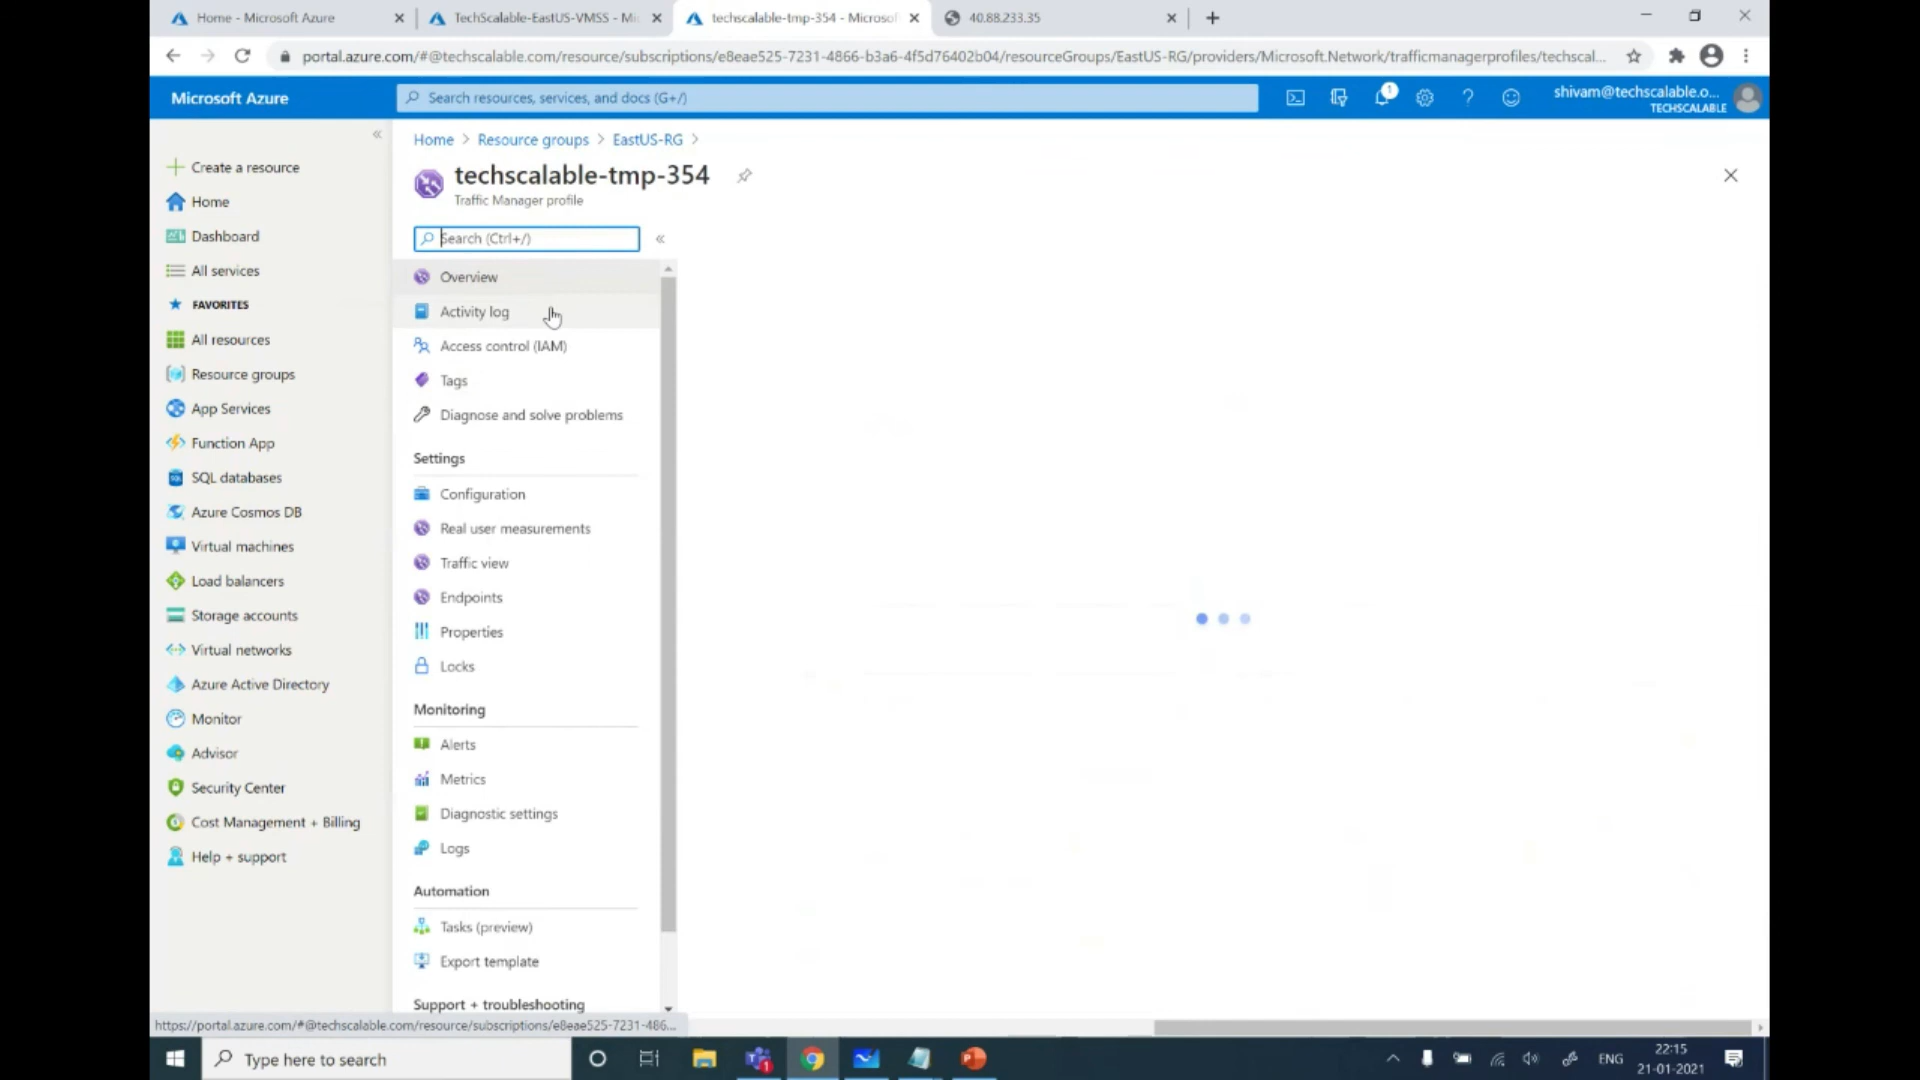 Home - Microsoft Azure
TechScalable-EastUS-VMSS - Mi
techscalable-tmp-354 - Microsof
40.88.233.35
portal.azure.com/#@techscalable.com/resource/subscriptions/e8eae525-7231-4866-b3a6-4f5d76402b04/resourceGroups/EastUS-RG/providers/Microsoft.Network/trafficmanagerprofiles/techscal...
Microsoft Azure
Search resources, services, and docs (G+/)
1
shivam@techscalable.o...
TECHSCALABLE
Create a resource
Home
Dashboard
All services
FAVORITES
All resources
Resource groups
App Services
Function App
SQL databases
Azure Cosmos DB
Virtual machines
Load balancers
Storage accounts
Virtual networks
Azure Active Directory
Monitor
Advisor
Security Center
Cost Management + Billing
Help + support
Home > Resource groups > EastUS-RG >
techscalable-tmp-354
Traffic Manager profile
Search (Ctrl+/)
Overview
Activity log
Access control (IAM)
Tags
Diagnose and solve problems
Settings
Configuration
Real user measurements
Traffic view
Endpoints
Properties
Locks
Monitoring
Alerts
Metrics
Diagnostic settings
Logs
Automation
Tasks (preview)
Export template
Support + troubleshooting
https://portal.azure.com/#@techscalable.com/resource/subscriptions/e8eae525-7231-486...
Type here to search
1
ENG
22:15
21-01-2021